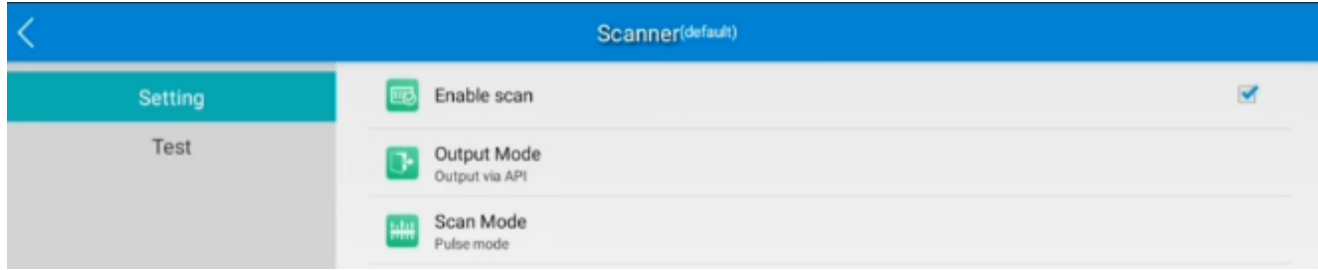 Scanner(default)
Setting
Test
Enable scan
Output Mode
Output via API
Scan Mode
Pulse mode